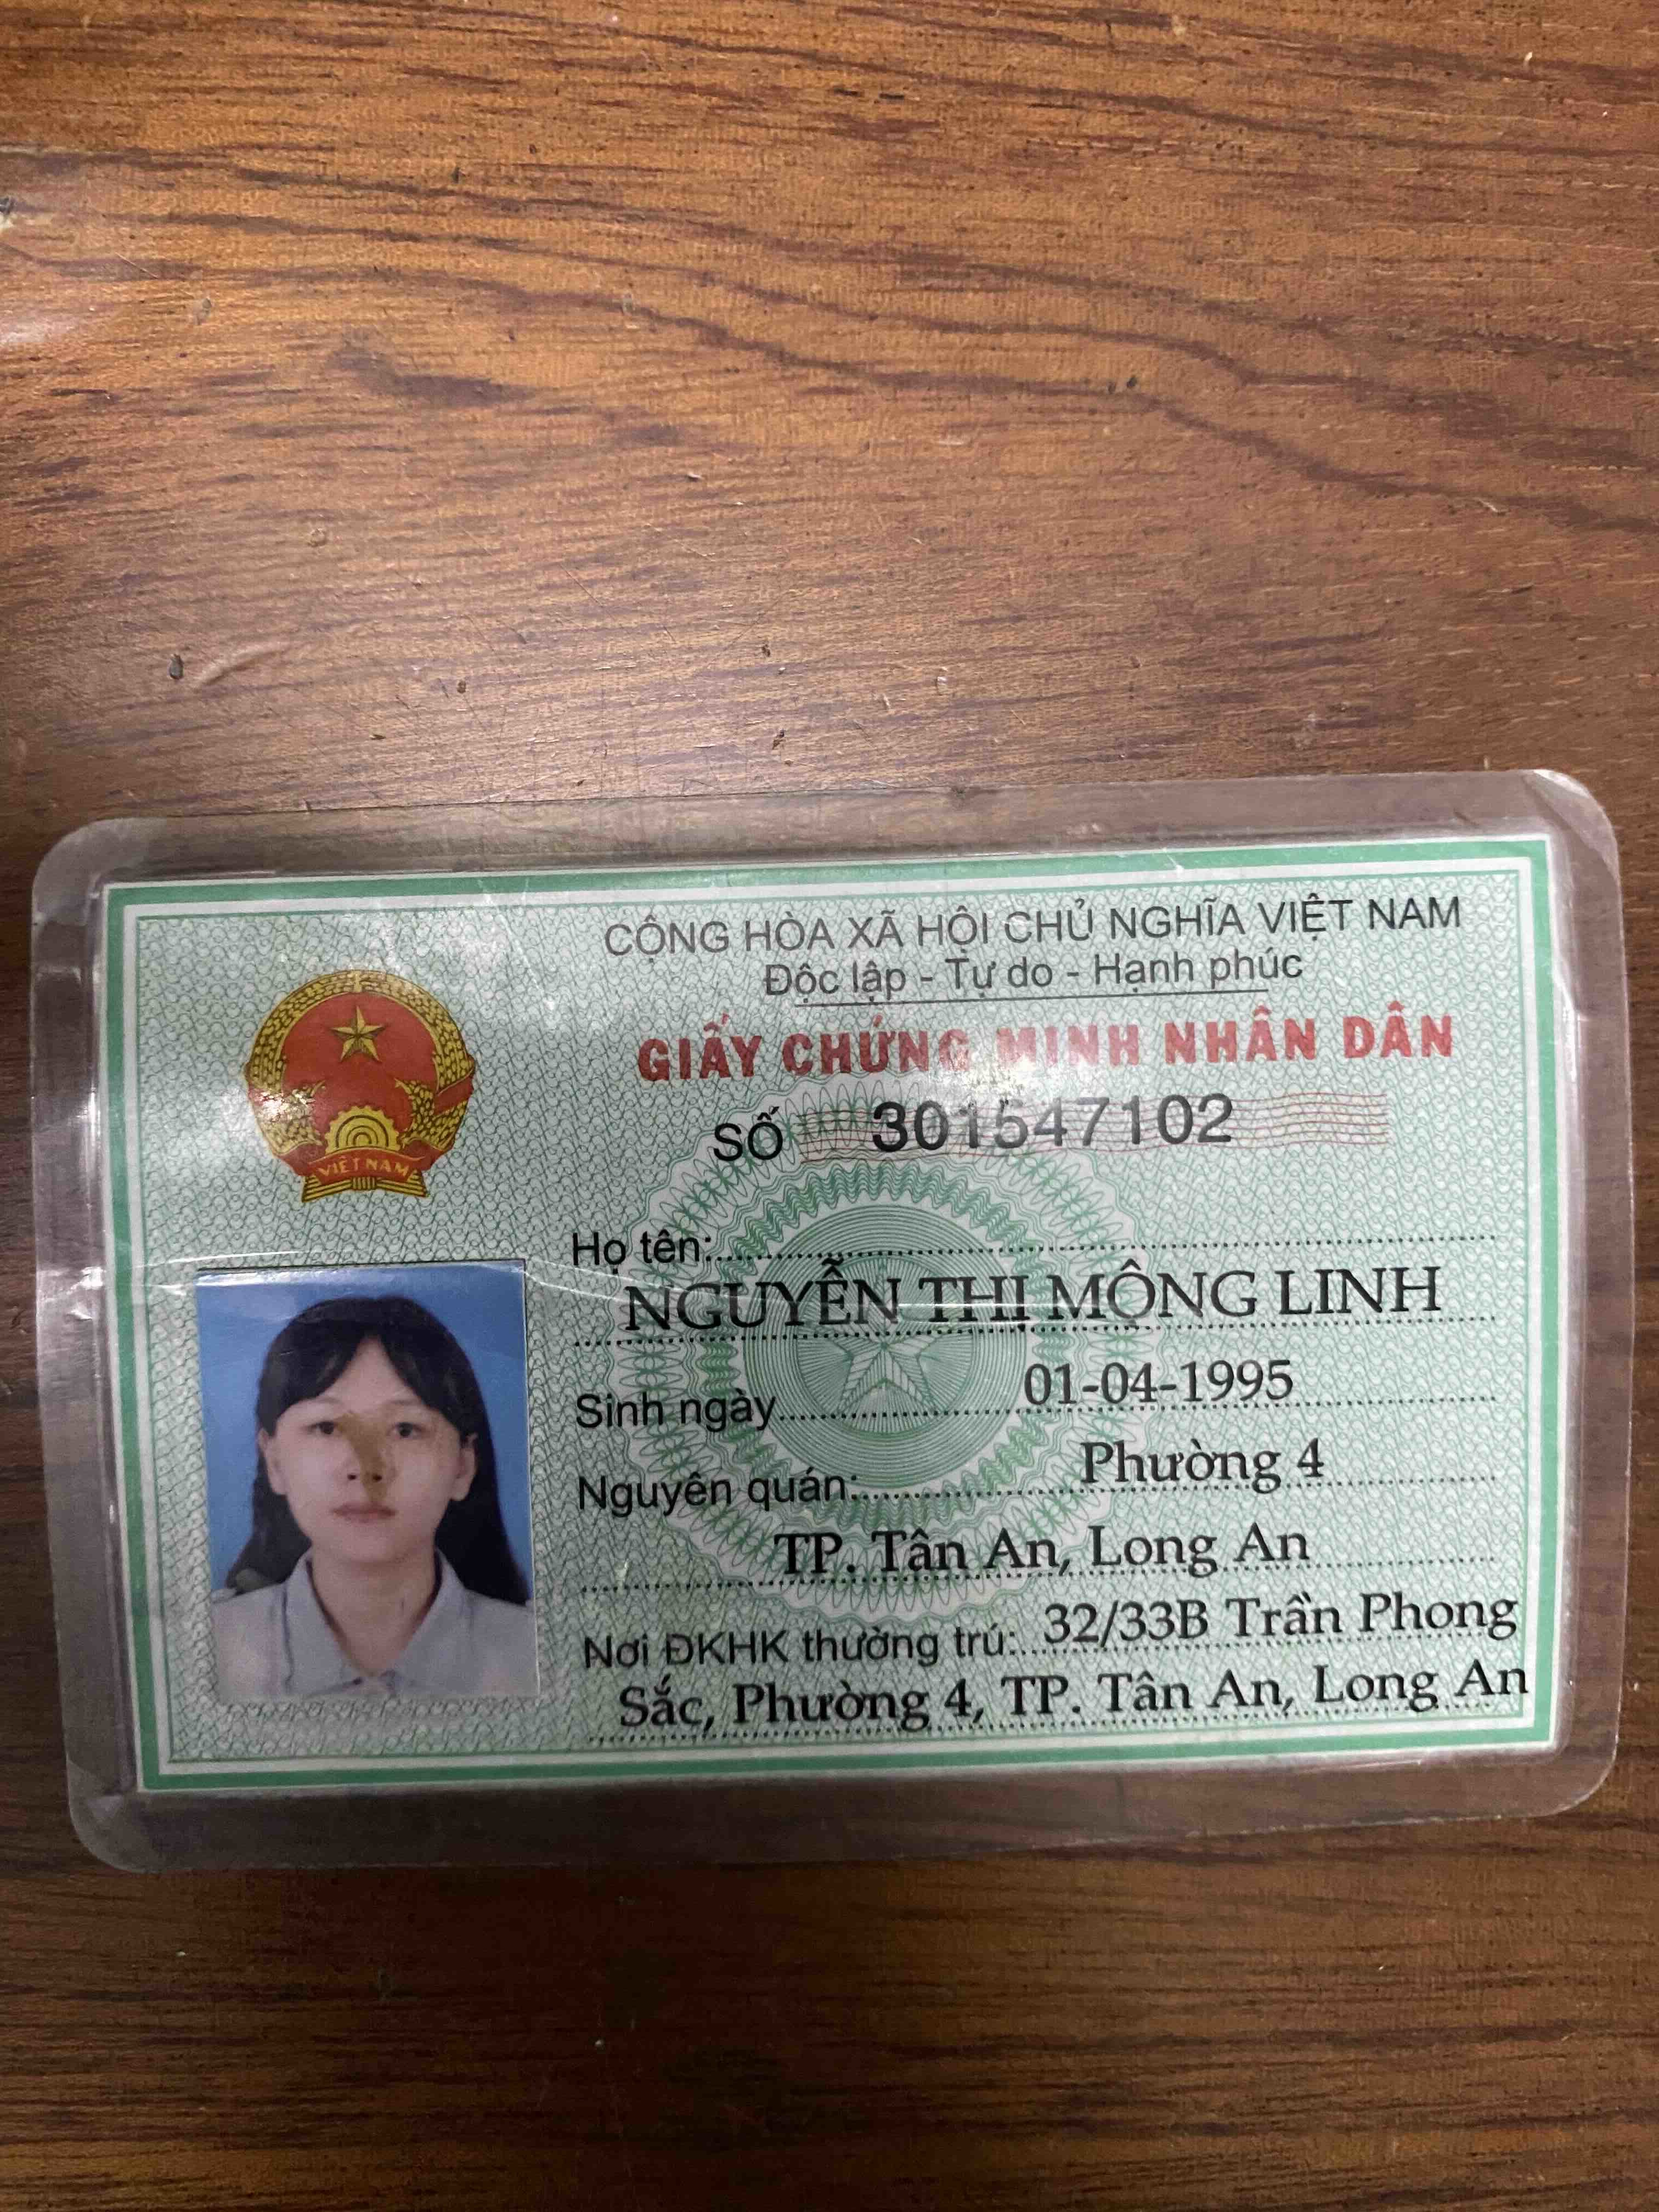 CỘNG HÒA XÃ HỘI CHỦ NGHĨA VIỆT NAM
Độc lập - Tự do - Hạnh phúc
GIẤY CHỨNG MINH NHÂN DÂN
SỐ 301547102
VIỆT NAM
Họ tên:
NGUYỄN THỊ MỘNG LINH
Sinh ngày 01-04-1995
Nguyên quán: Phường 4
TP. Tân An, Long An
Nơi ĐKHK thường trú: 32/33B Trần Phong
Sắc, Phường 4, TP. Tân An, Long An